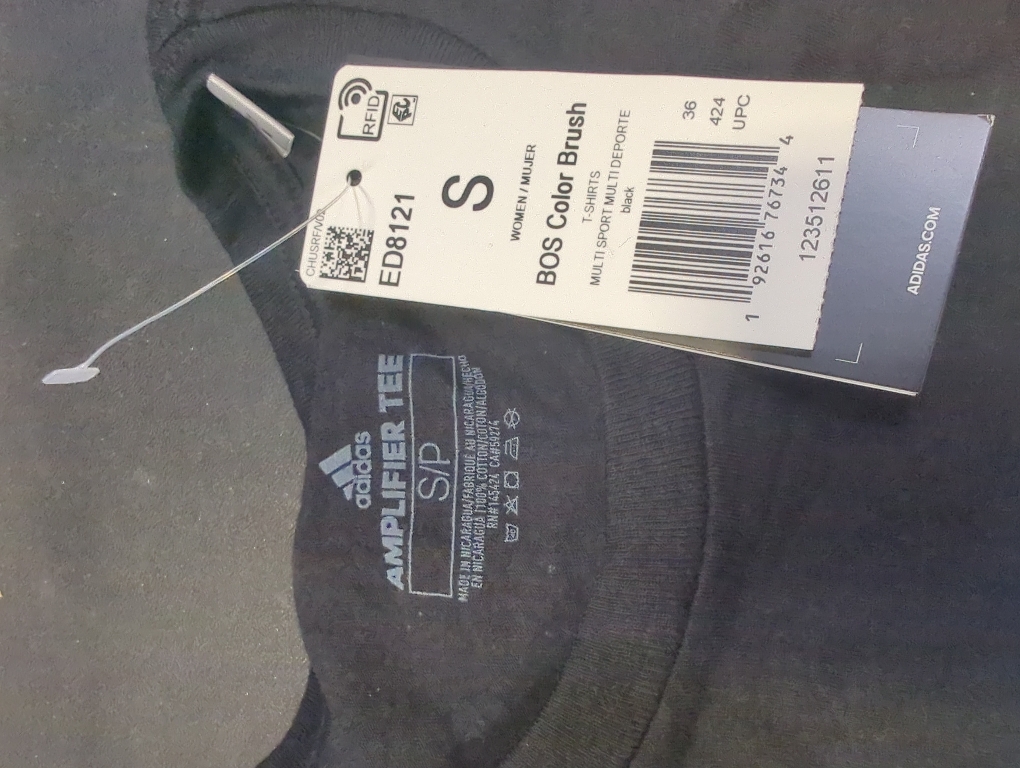 RFID
CHUSRF/V02
ED8121
S
WOMEN / MUJER
BOS Color Brush
T-SHIRTS
MULTI SPORT MULTI DEPORTE
black
36
424
UPC
1 92616 76734 4
123512611
ADIDAS.COM
adidas
AMPLIFIER TEE
S/P
MADE IN NICARAGUA/FABRIQUÉ AU NICARAGUA/HECHO
EN NICARAGUA |100% COTTON/COTON/ALGODÓN
RN#145424 CA#59274